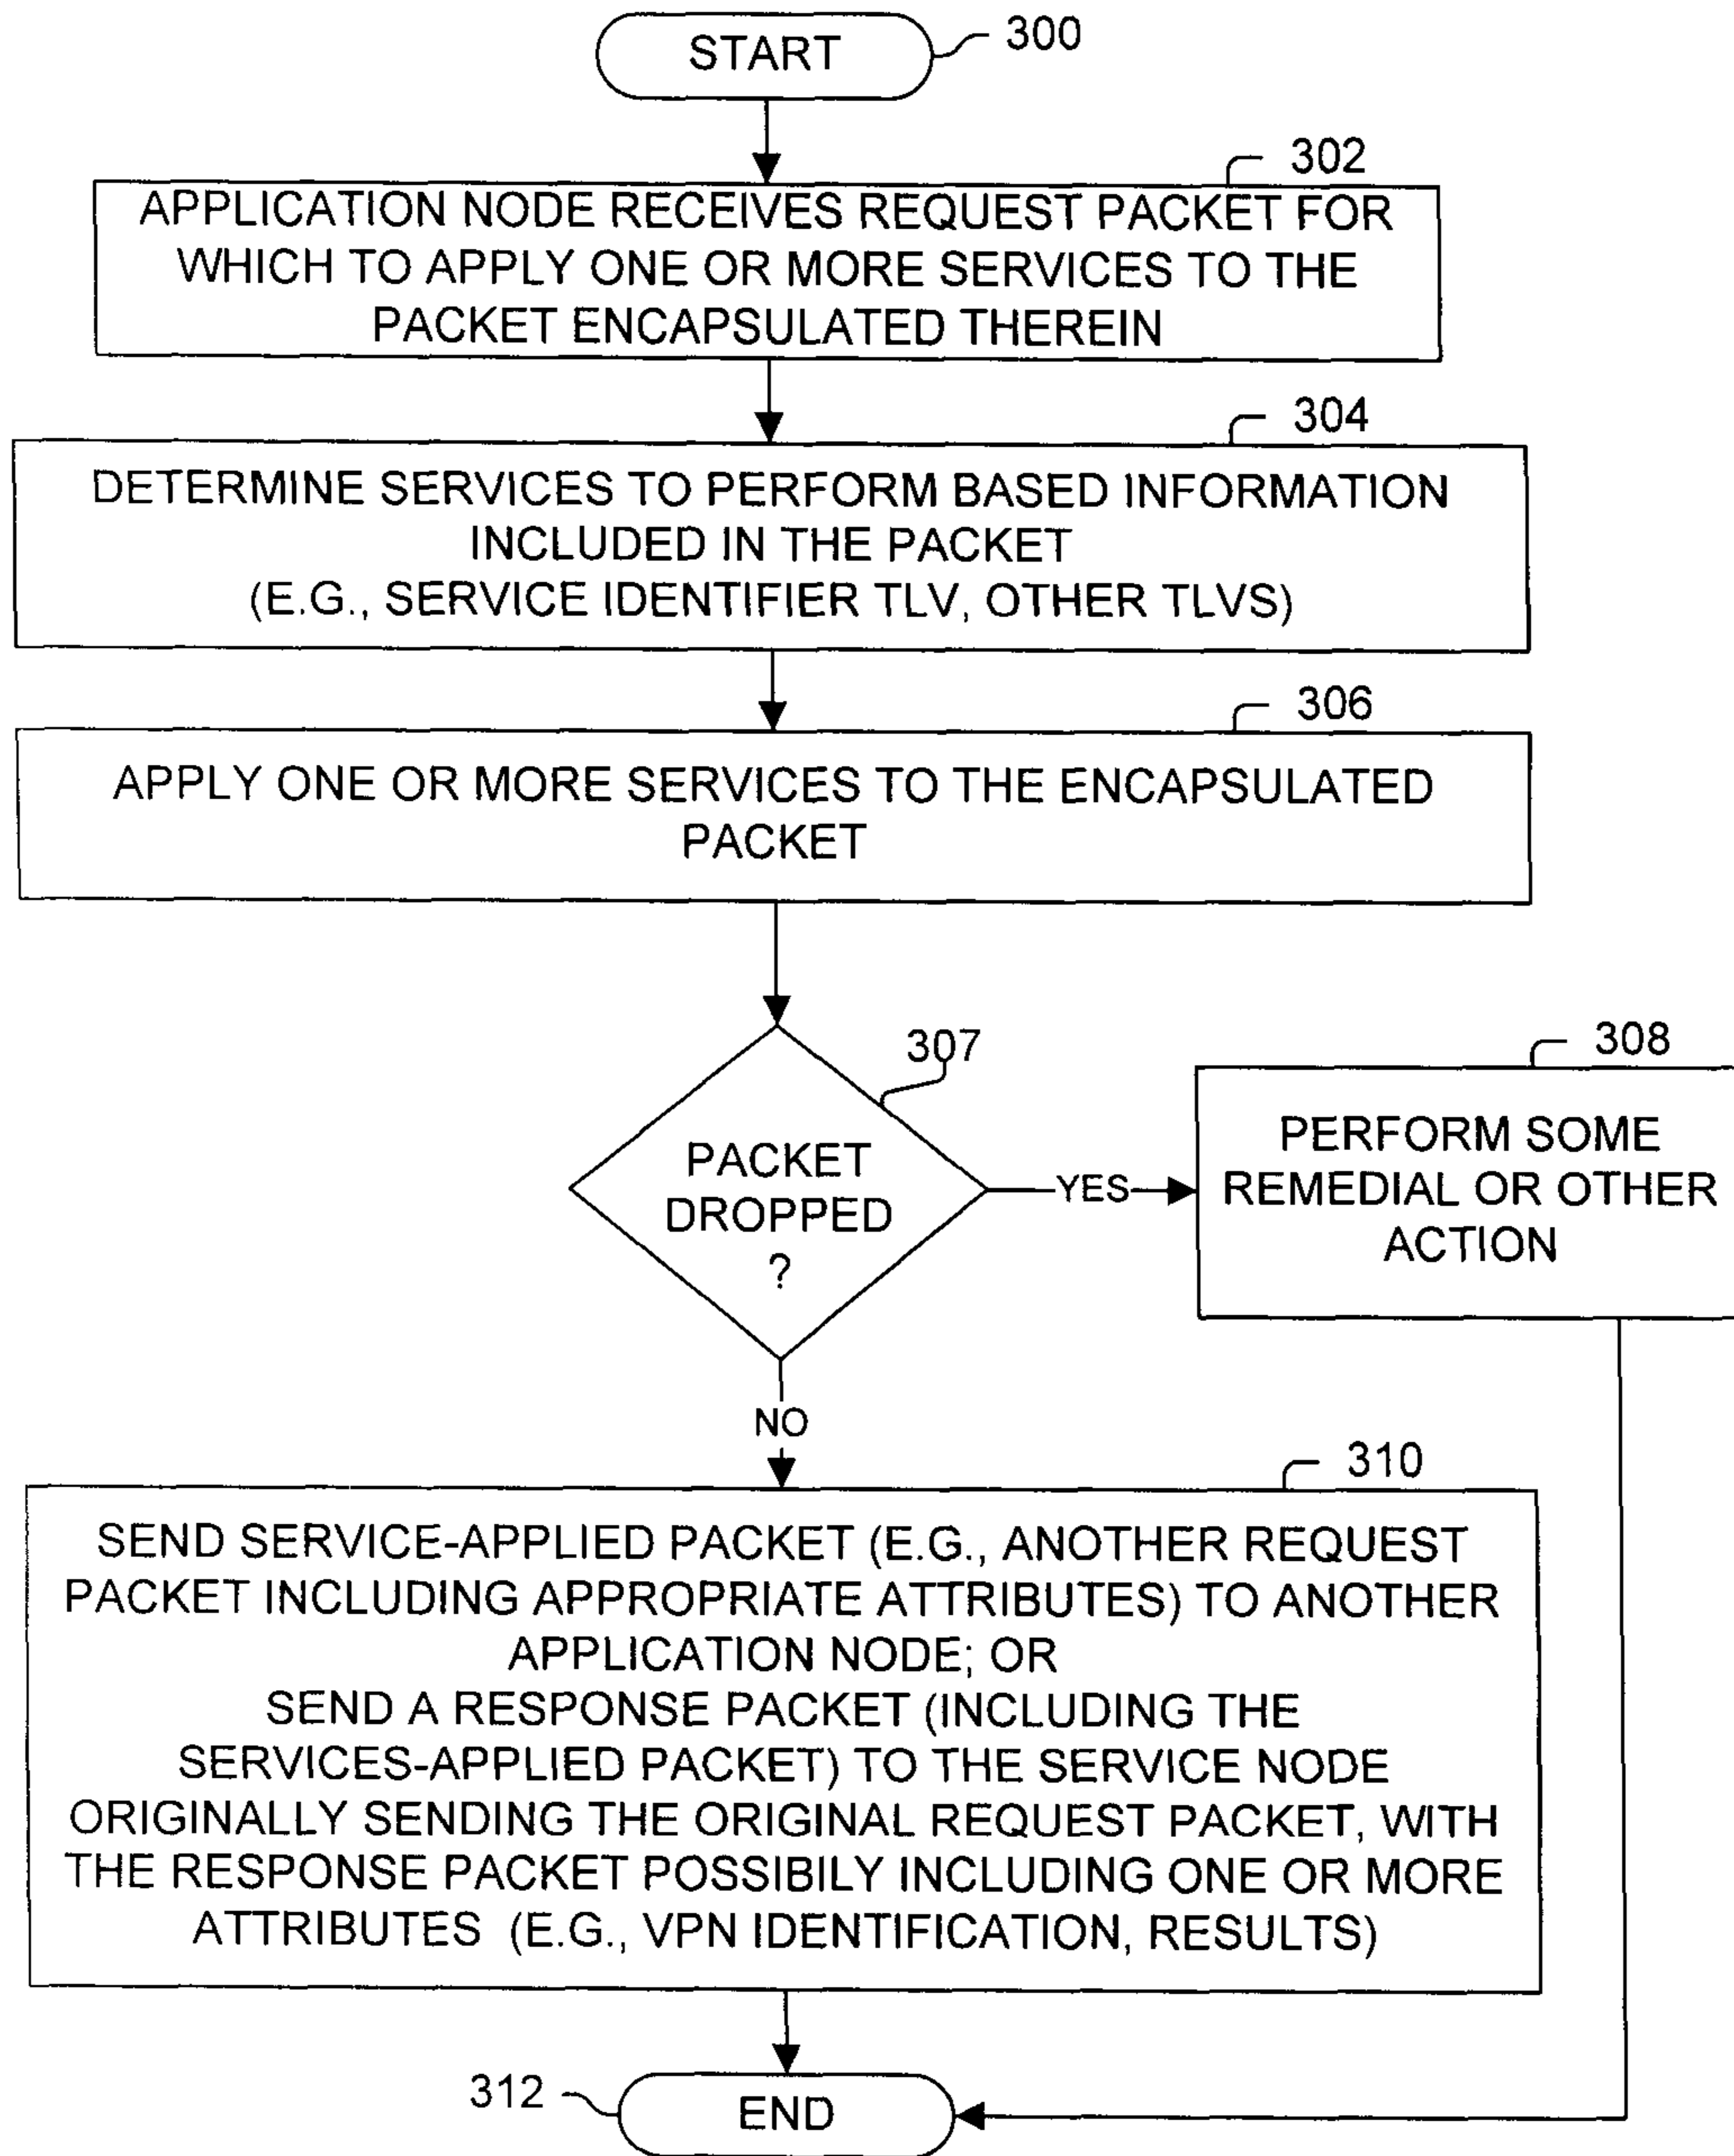 START
300
302
APPLICATION NODE RECEIVES REQUEST PACKET FOR
WHICH TO APPLY ONE OR MORE SERVICES TO THE
PACKET ENCAPSULATED THEREIN
304
DETERMINE SERVICES TO PERFORM BASED INFORMATION
INCLUDED IN THE PACKET
(E.G., SERVICE IDENTIFIER TLV, OTHER TLVS)
306
APPLY ONE OR MORE SERVICES TO THE ENCAPSULATED
PACKET
307
PACKET
DROPPED
?
YES
308
PERFORM SOME
REMEDIAL OR OTHER
ACTION
NO
310
SEND SERVICE-APPLIED PACKET (E.G., ANOTHER REQUEST
PACKET INCLUDING APPROPRIATE ATTRIBUTES) TO ANOTHER
APPLICATION NODE; OR
SEND A RESPONSE PACKET (INCLUDING THE
SERVICES-APPLIED PACKET) TO THE SERVICE NODE
ORIGINALLY SENDING THE ORIGINAL REQUEST PACKET, WITH
THE RESPONSE PACKET POSSIBILY INCLUDING ONE OR MORE
ATTRIBUTES (E.G., VPN IDENTIFICATION, RESULTS)
312
END